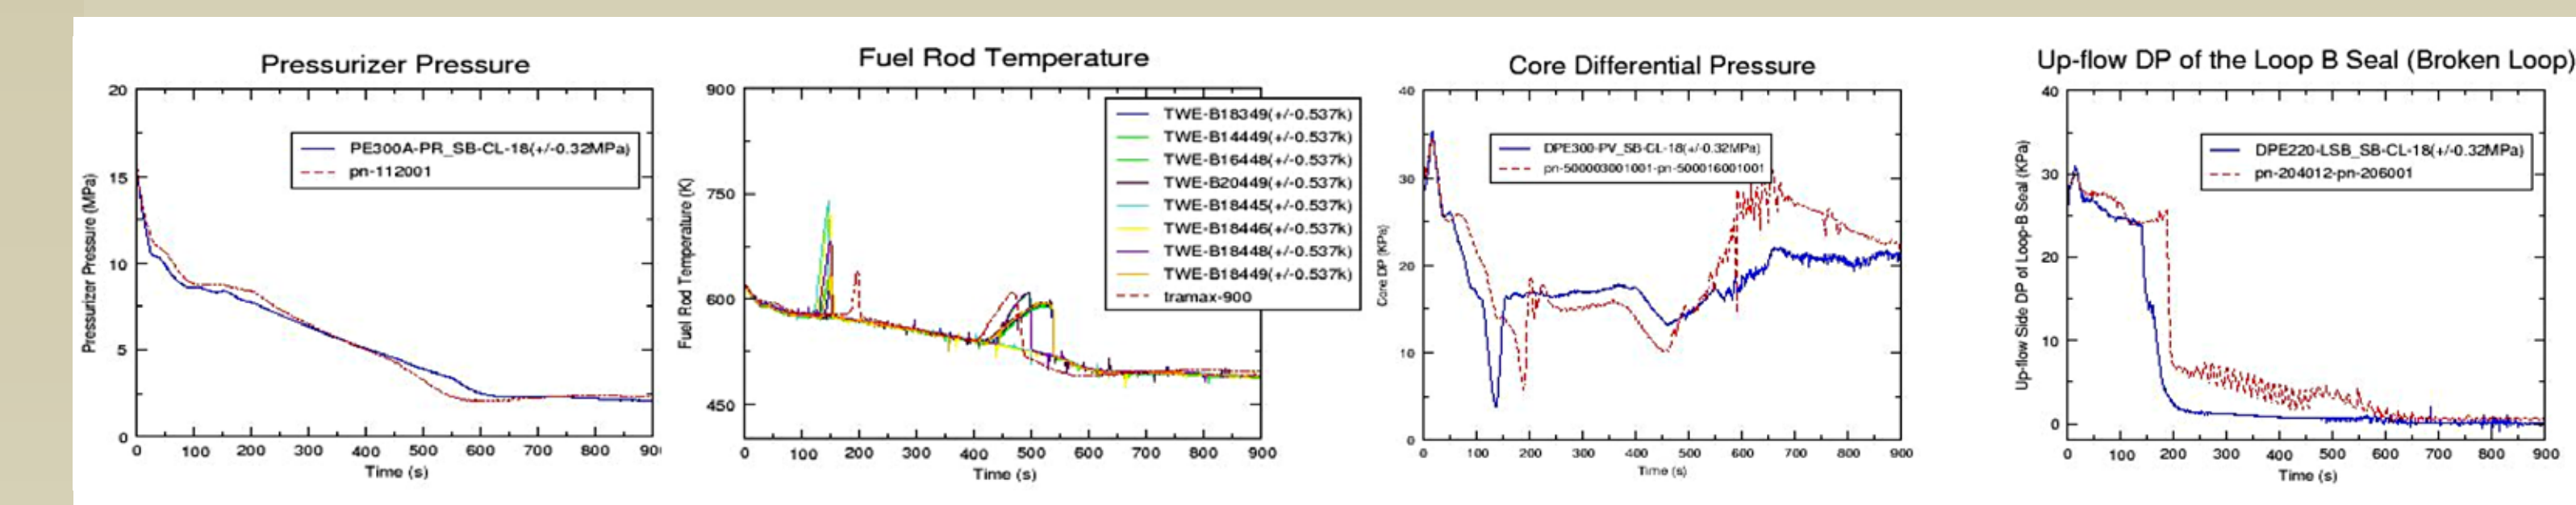 Pressurizer Pressure
20
15
10
5
0
Pressurizer Pressure (MPa)
PE300A-PR_SB-CL-18(+/-0.32MPa)
pn-112001
0 100 200 300 400 500 600 700 800 90
Time (s)
Fuel Rod Temperature
900
750
600
450
Fuel Rod Temperature (K)
TWE-B18349(+/-0.537k)
TWE-B14449(+/-0.537k)
TWE-B16448(+/-0.537k)
TWE-B20449(+/-0.537k)
TWE-B18445(+/-0.537k)
TWE-B18446(+/-0.537k)
TWE-B18448(+/-0.537k)
TWE-B18449(+/-0.537k)
tramax-900
0 100 200 300 400 500 600 700 800 900
Time (s)
Core Differential Pressure
40
30
20
10
0
Core DP (KPa)
DPE300-PV_SB-CL-18(+/-0.32MPa)
pn-500003001001-pn-500016001001
0 100 200 300 400 500 600 700 800 900
Time (s)
Up-flow DP of the Loop B Seal (Broken Loop)
40
30
20
10
0
Up-flow Side DP of Loop-B Seal (KPa)
DPE220-LSB_SB-CL-18(+/-0.32MPa)
pn-204012-pn-206001
0 100 200 300 400 500 600 700 800 900
Time (s)